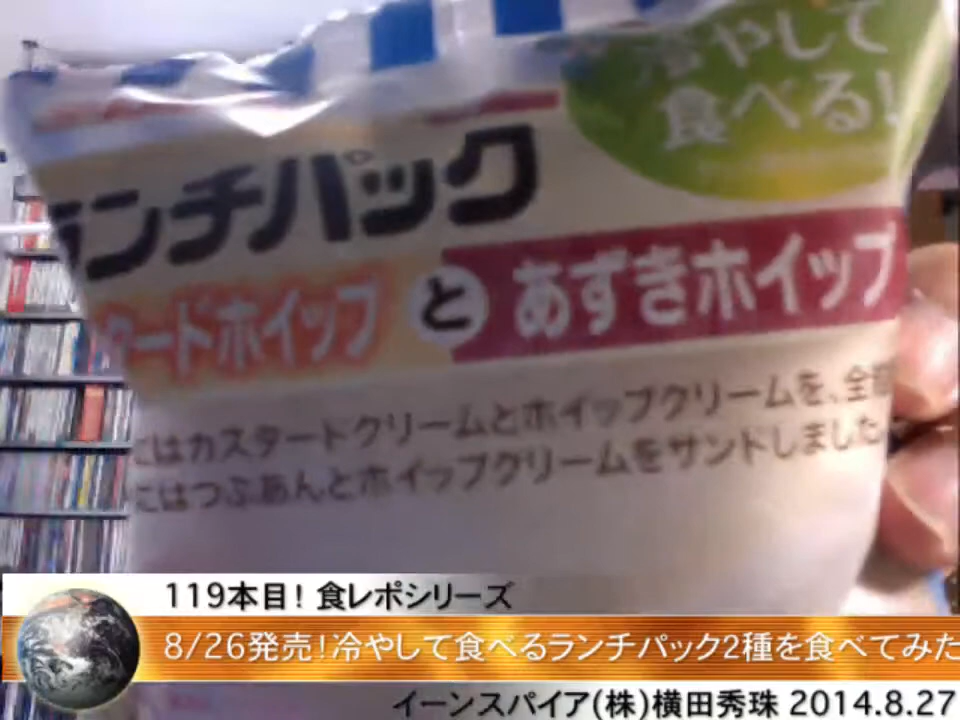 冷やして
食べる!
ランチパック
タードホイップ と あずきホイップ
にはカスタードクリームとホイップクリームを、全粒
にはつぶあんとホイップクリームをサンドしました。
119本目! 食レポシリーズ
8/26発売!冷やして食べるランチパック2種を食べてみた
イーンスパイア(株)横田秀珠 2014.8.27